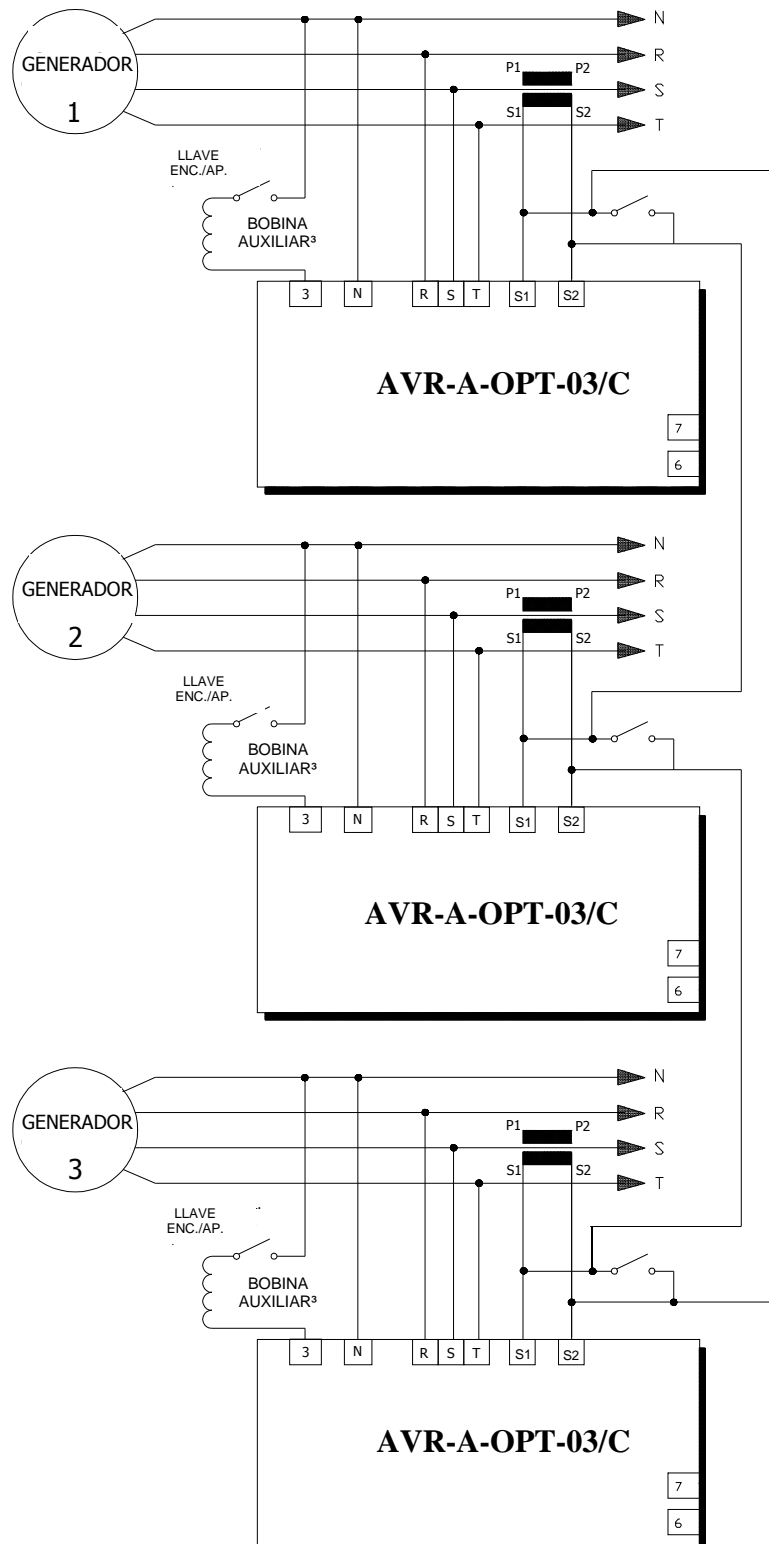 N
GENERADOR
R
P1 P2
S
1
S1 S2
T
LLAVE
ENC./AP.
BOBINA
AUXILIAR³
3 N R S T S1 S2
AVR-A-OPT-03/C
7
6
N
GENERADOR
R
P1 P2
S
2
S1 S2
T
LLAVE
ENC./AP.
BOBINA
AUXILIAR³
3 N R S T S1 S2
AVR-A-OPT-03/C
7
6
N
GENERADOR
R
P1 P2
S
3
S1 S2
T
LLAVE
ENC./AP.
BOBINA
AUXILIAR³
3 N R S T S1 S2
AVR-A-OPT-03/C
7
6